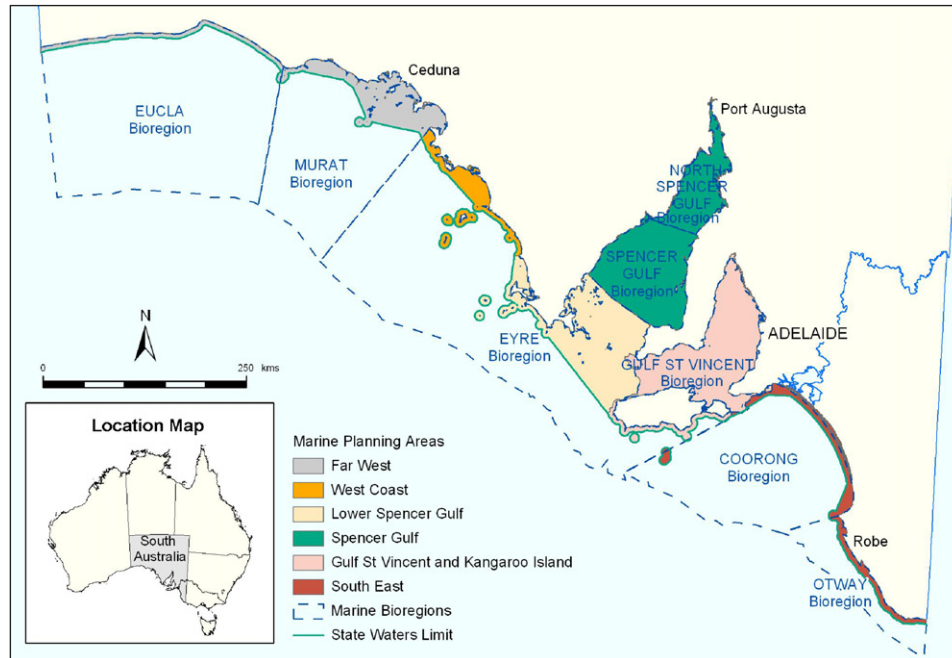 Ceduna
Port Augusta
EUCLA
Bioregion
MURAT
Bioregion
NORTH
SPENCER
GULF
Bioregion
SPENCER
GULF
Bioregion
N
ADELAIDE
EYRE
Bioregion
GULF ST VINCENT
Bioregion
0
250 kms
COORONG
Bioregion
Robe
OTWAY
Bioregion
Location Map
South
Australia
Marine Planning Areas
Far West
West Coast
Lower Spencer Gulf
Spencer Gulf
Gulf St Vincent and Kangaroo Island
South East
Marine Bioregions
State Waters Limit